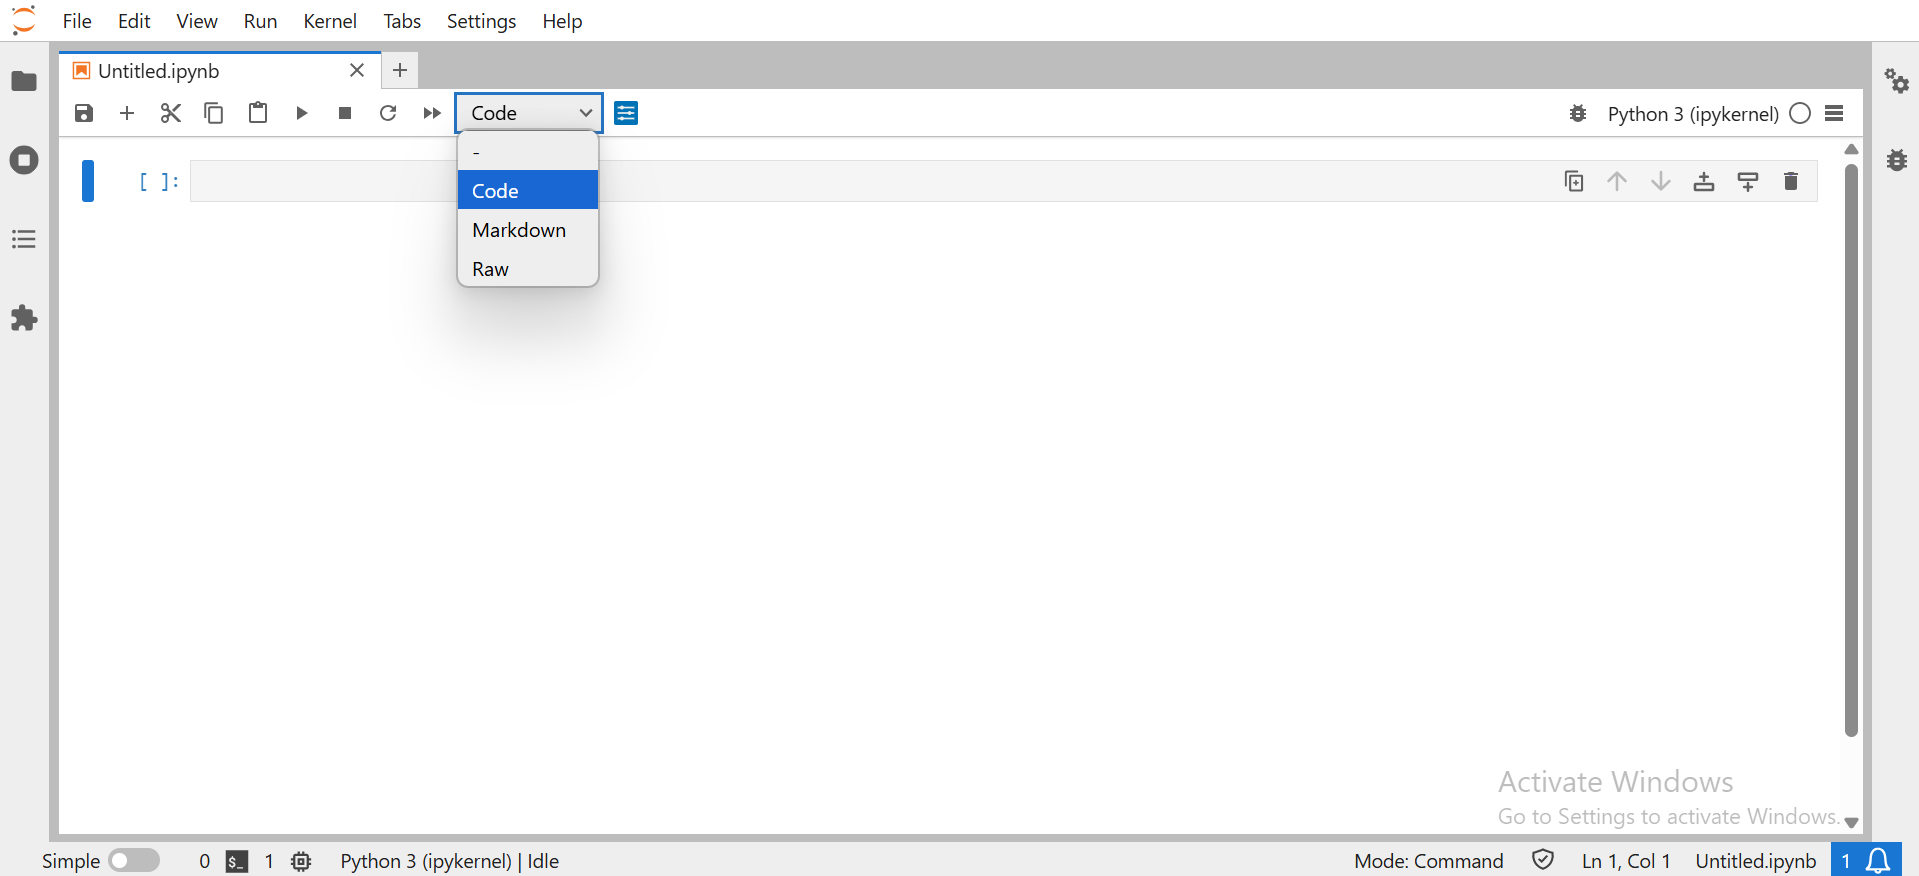 File Edit View Run Kernel Tabs Settings Help
Untitled.ipynb
Code
Python 3 (ipykernel)
-
[ ]:
Code
Markdown
Raw
Activate Windows
Go to Settings to activate Windows.
Simple 0 $_ 1 Python 3 (ipykernel) | Idle Mode: Command Ln 1, Col 1 Untitled.ipynb 1